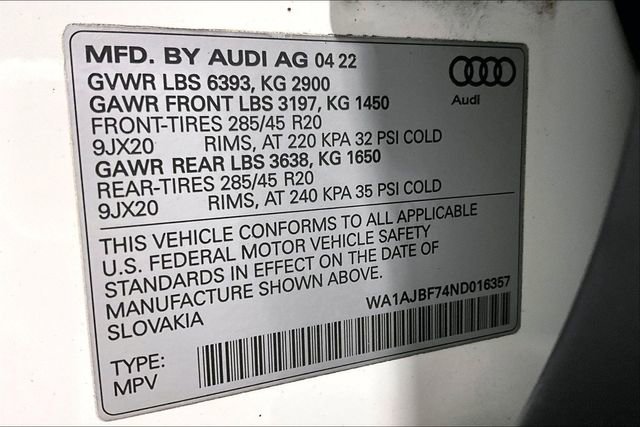 MFD. BY AUDI AG 04 22
Audi
GVWR LBS 6393, KG 2900
GAWR FRONT LBS 3197, KG 1450
FRONT-TIRES 285/45 R20
9JX20 RIMS, AT 220 KPA 32 PSI COLD
GAWR REAR LBS 3638, KG 1650
REAR-TIRES 285/45 R20
9JX20 RIMS, AT 240 KPA 35 PSI COLD
THIS VEHICLE CONFORMS TO ALL APPLICABLE
U.S. FEDERAL MOTOR VEHICLE SAFETY
STANDARDS IN EFFECT ON THE DATE OF
MANUFACTURE SHOWN ABOVE.
SLOVAKIA
WA1AJBF74ND016357
TYPE:
MPV